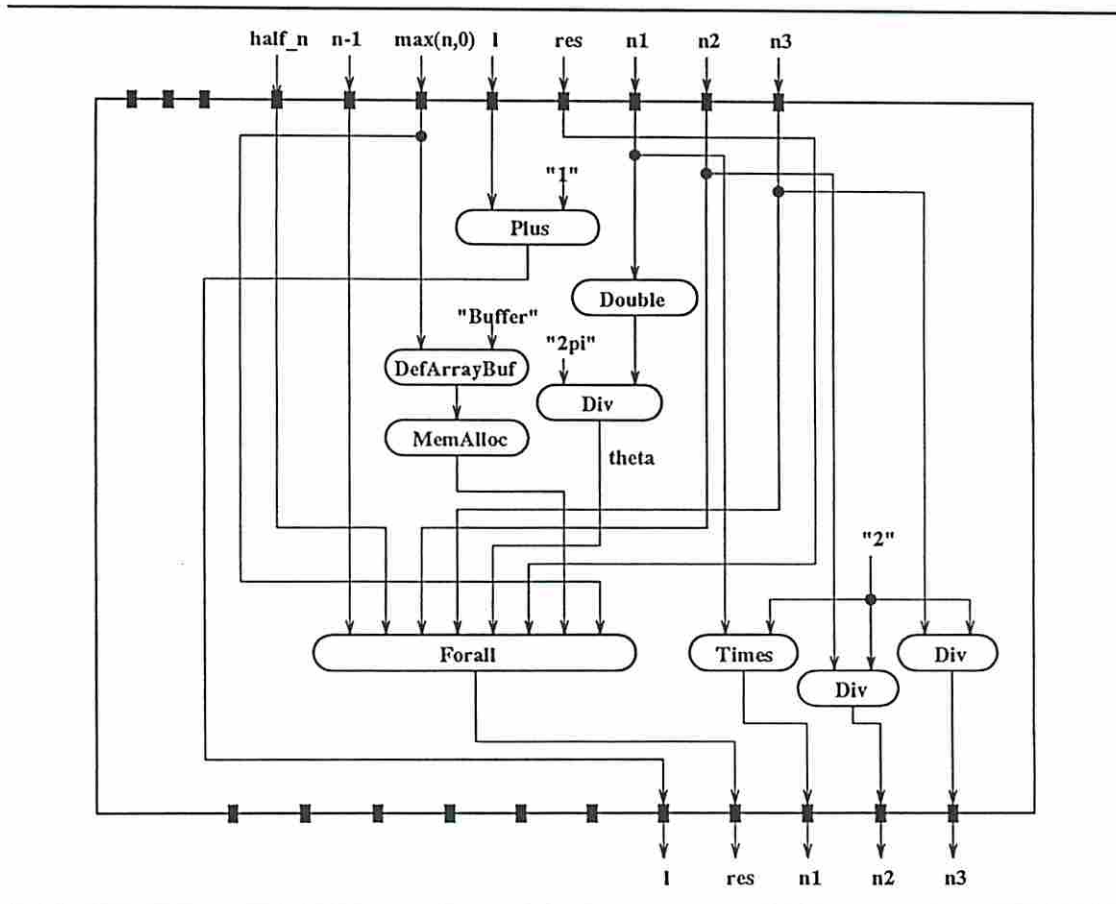 half_n n-1 max(n,0) l res n1 n2 n3
"1"
Plus
Double
"Buffer"
"2pi"
DefArrayBuf
Div
MemAlloc
theta
"2"
Forall Times Div
Div
l res n1 n2 n3